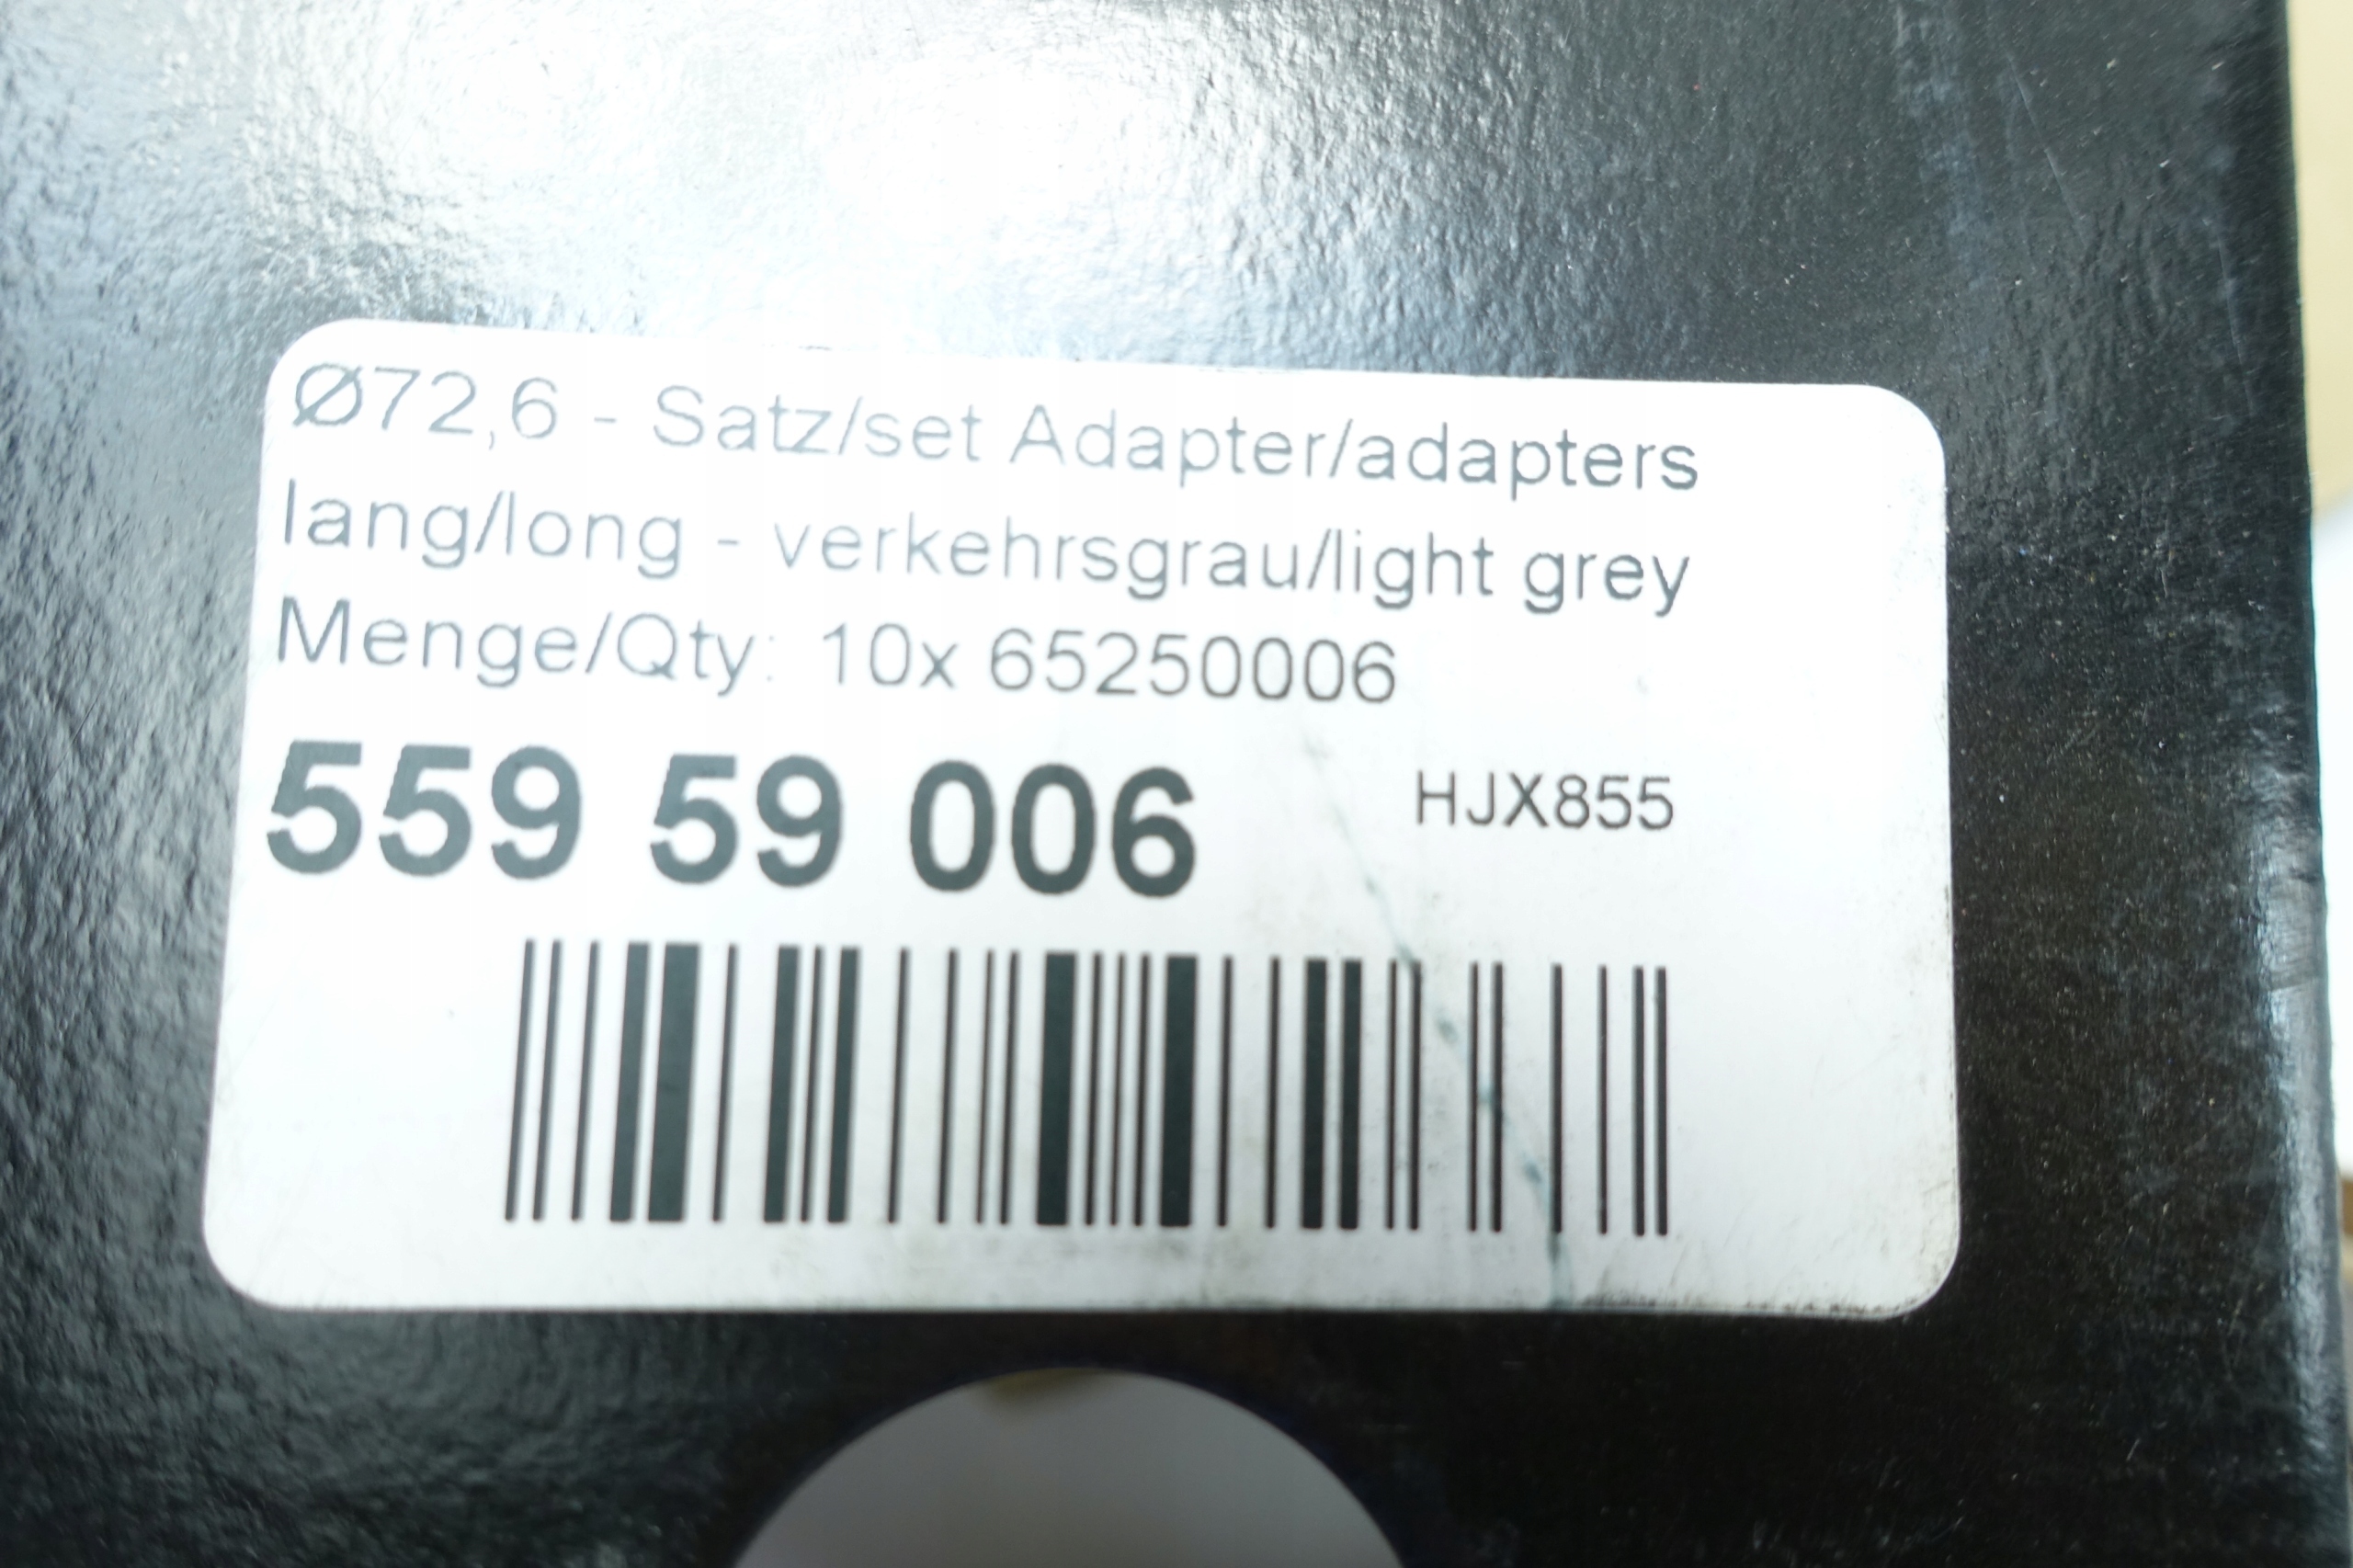 Ø72,6 - Satz/set Adapter/adapters
lang/long - verkehrsgrau/light grey
Menge/Qty: 10x 65250006
559 59 006 HJX855